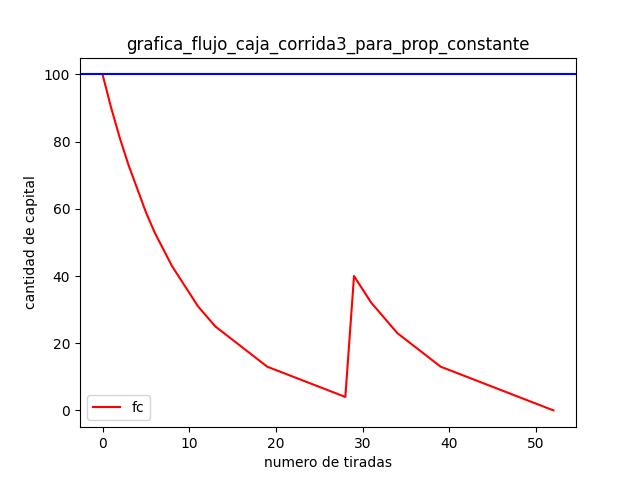 grafica_flujo_caja_corrida3_para_prop_constante
100
80
60
40
20
0
cantidad de capital
fc
0 10 20 30 40 50
numero de tiradas